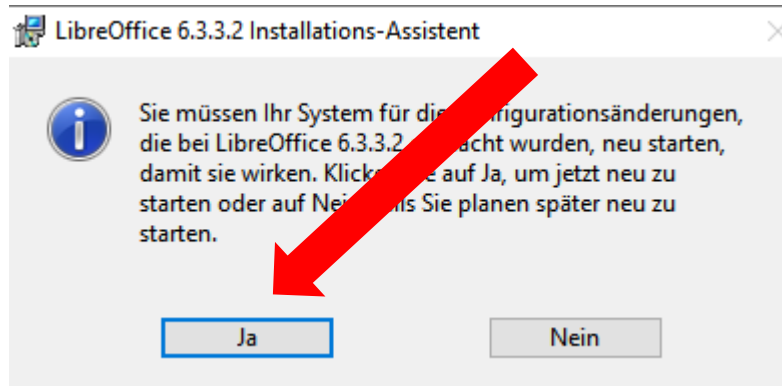 LibreOffice 6.3.3.2 Installations-Assistent
Sie müssen Ihr System für die
die bei LibreOffice 6.3.3.2 wurden, neu starten,
damit sie wirken. auf Ja, um jetzt neu zu
starten oder auf Sie planen später neu zu
starten.
Ja Nein